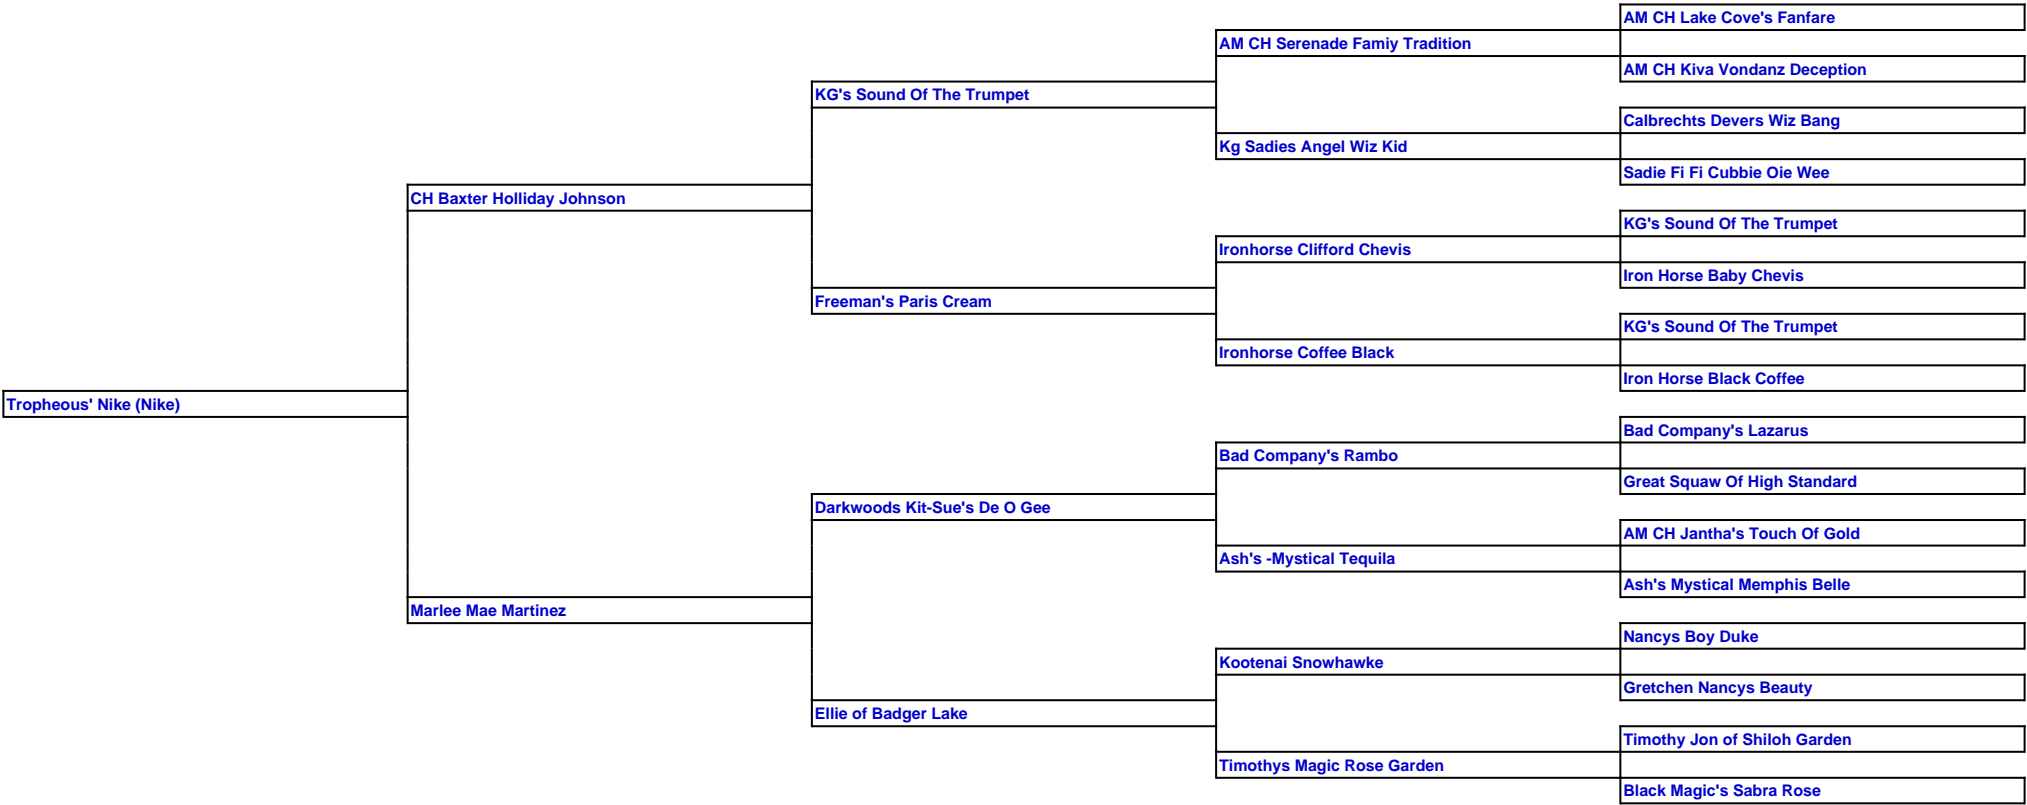 AM CH Lake Cove's Fanfare
AM CH Serenade Famiy Tradition
AM CH Kiva Vondanz Deception
KG's Sound Of The Trumpet
Calbrechts Devers Wiz Bang
Kg Sadies Angel Wiz Kid
Sadie Fi Fi Cubbie Oie Wee
CH Baxter Holliday Johnson
KG's Sound Of The Trumpet
Ironhorse Clifford Chevis
Iron Horse Baby Chevis
Freeman's Paris Cream
KG's Sound Of The Trumpet
Ironhorse Coffee Black
Iron Horse Black Coffee
Tropheous' Nike (Nike)
Bad Company's Lazarus
Bad Company's Rambo
Great Squaw Of High Standard
Darkwoods Kit-Sue's De O Gee
AM CH Jantha's Touch Of Gold
Ash's -Mystical Tequila
Ash's Mystical Memphis Belle
Marlee Mae Martinez
Nancys Boy Duke
Kootenai Snowhawke
Gretchen Nancys Beauty
Ellie of Badger Lake
Timothy Jon of Shiloh Garden
Timothys Magic Rose Garden
Black Magic's Sabra Rose